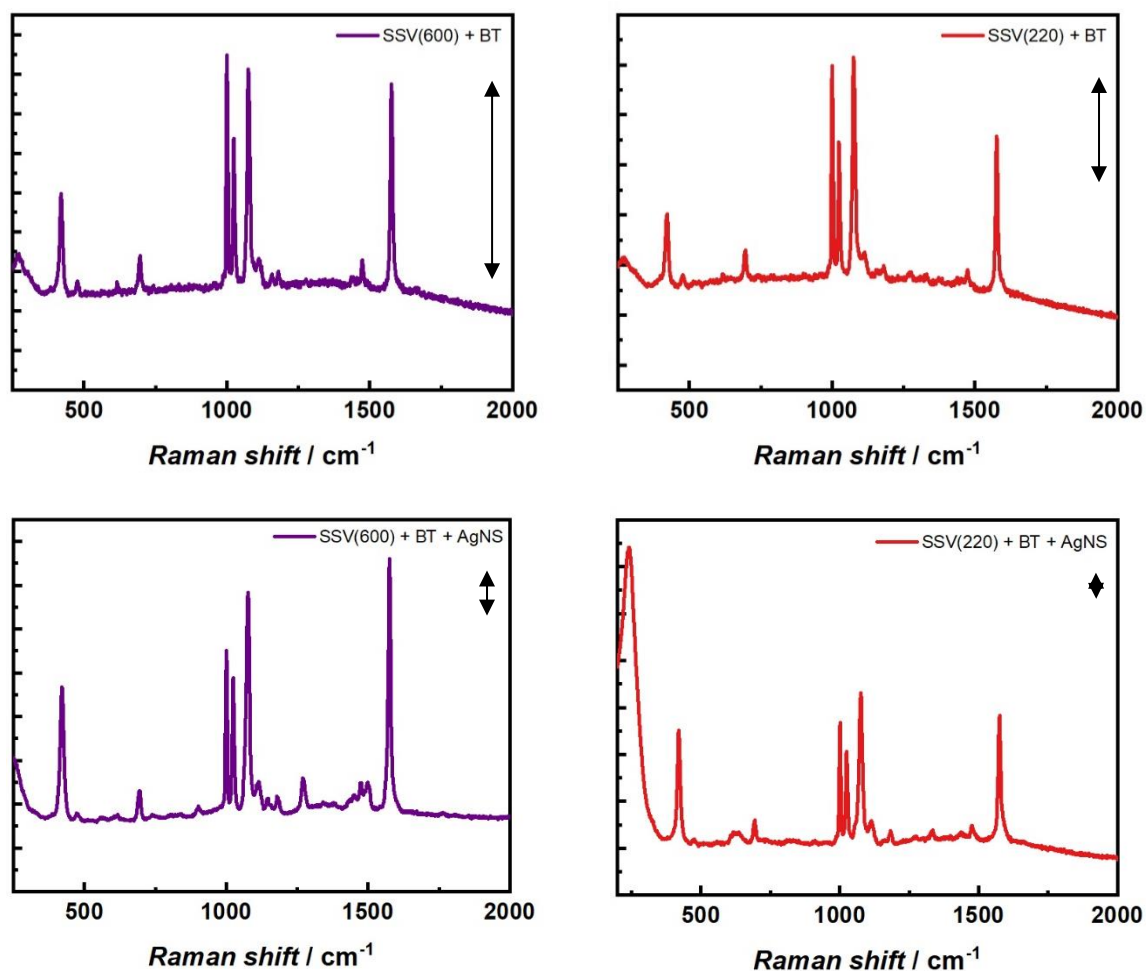 SSV(600) + BT
500 1000 1500 2000
Raman shift / cm-1
SSV(220) + BT
500 1000 1500 2000
Raman shift / cm-1
SSV(600) + BT + AgNS
500 1000 1500 2000
Raman shift / cm-1
SSV(220) + BT + AgNS
500 1000 1500 2000
Raman shift / cm-1